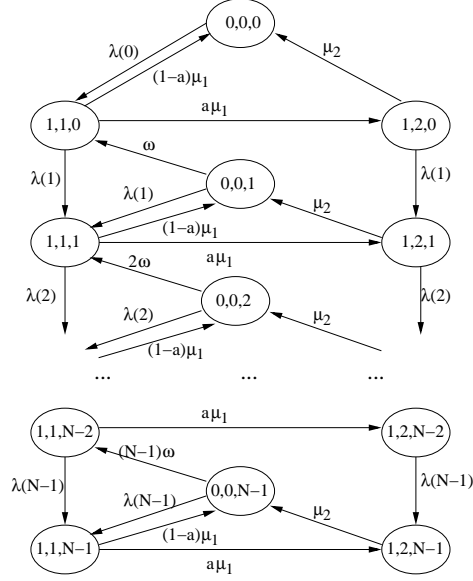 0,0,0
λ(0)
(1−a)μ1
μ2
1,1,0
aμ1
1,2,0
ω
λ(1)
λ(1)
0,0,1
λ(1)
(1−a)μ1
μ2
1,1,1
aμ1
1,2,1
2ω
λ(2)
0,0,2
λ(2)
λ(2)
(1−a)μ1
μ2
... ... ...
1,1,N−2
aμ1
1,2,N−2
(N−1)ω
λ(N−1)
0,0,N−1
λ(N−1)
λ(N−1)
(1−a)μ1
μ2
1,1,N−1
aμ1
1,2,N−1